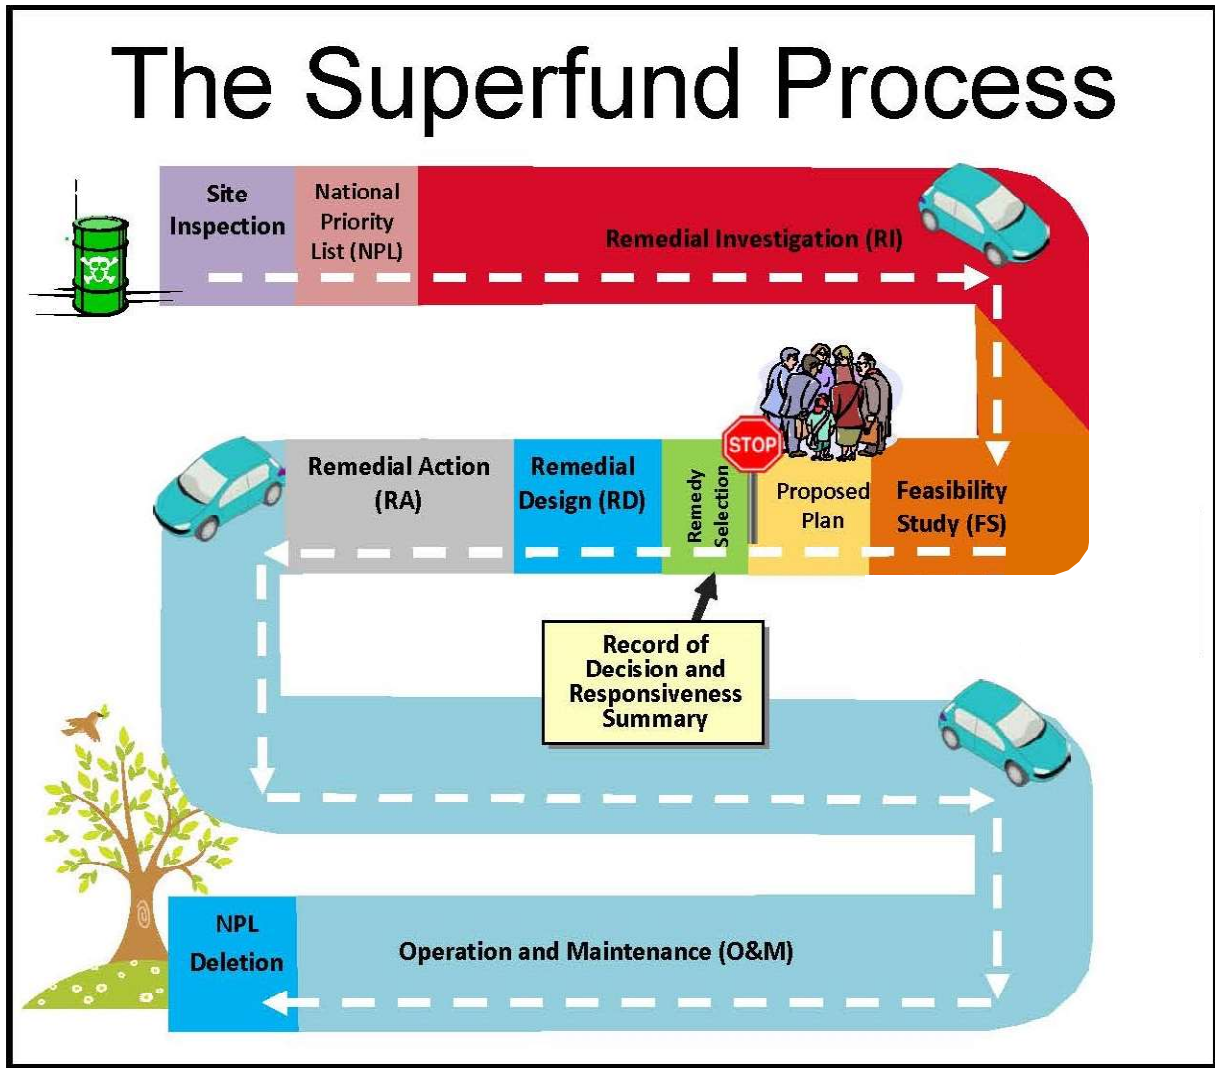 The Superfund Process
Site
Inspection
National
Priority
List (NPL)
Remedial Investigation (RI)
Feasibility
Study (FS)
Proposed
Plan
STOP
Remedy
Selection
Remedial
Design (RD)
Remedial Action
(RA)
Record of
Decision and
Responsiveness
Summary
Operation and Maintenance (O&M)
NPL
Deletion